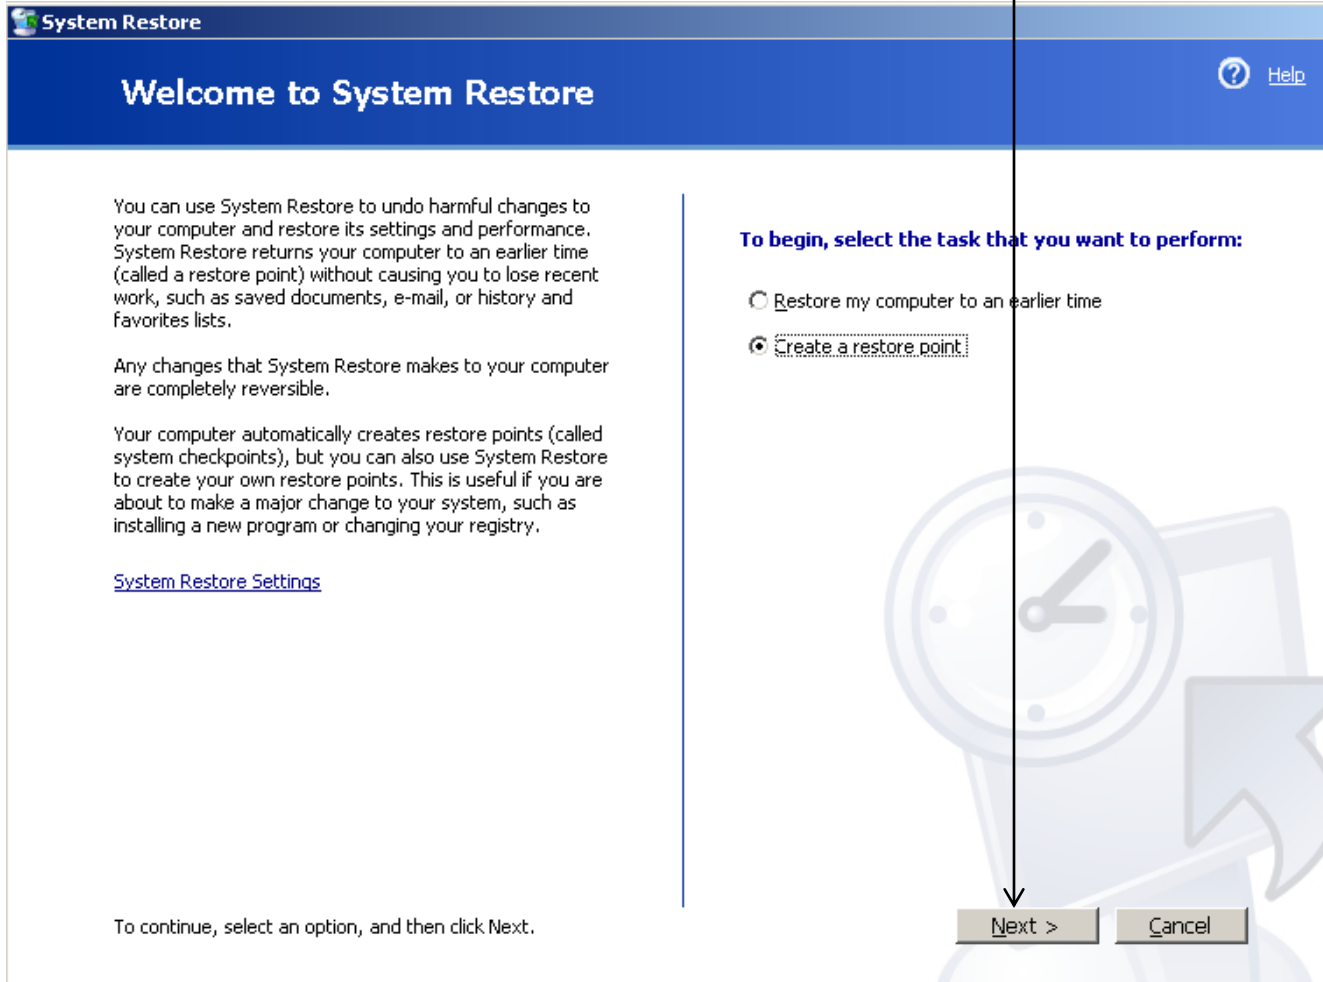 System Restore
Welcome to System Restore
Help
You can use System Restore to undo harmful changes to
your computer and restore its settings and performance.
System Restore returns your computer to an earlier time
(called a restore point) without causing you to lose recent
work, such as saved documents, e-mail, or history and
favorites lists.
Any changes that System Restore makes to your computer
are completely reversible.
Your computer automatically creates restore points (called
system checkpoints), but you can also use System Restore
to create your own restore points. This is useful if you are
about to make a major change to your system, such as
installing a new program or changing your registry.
System Restore Settings
To begin, select the task that you want to perform:
Restore my computer to an earlier time
Create a restore point
To continue, select an option, and then click Next.
Next >
Cancel